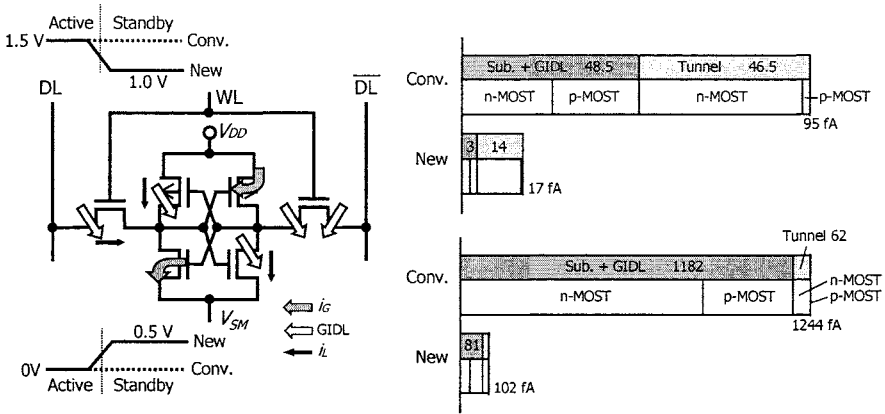 Active Standby
1.5 V
Conv.
New
1.0 V
DL
WL
DL
VDD
iG
GIDL
iL
VSM
0.5 V
New
0V
Conv.
Active Standby
Conv.
Sub. + GIDL 48.5
Tunnel 46.5
n-MOST
p-MOST
n-MOST
p-MOST
95 fA
New
3
14
17 fA
Tunnel 62
Conv.
Sub. + GIDL 1182
n-MOST
p-MOST
n-MOST
p-MOST
1244 fA
New
81
102 fA